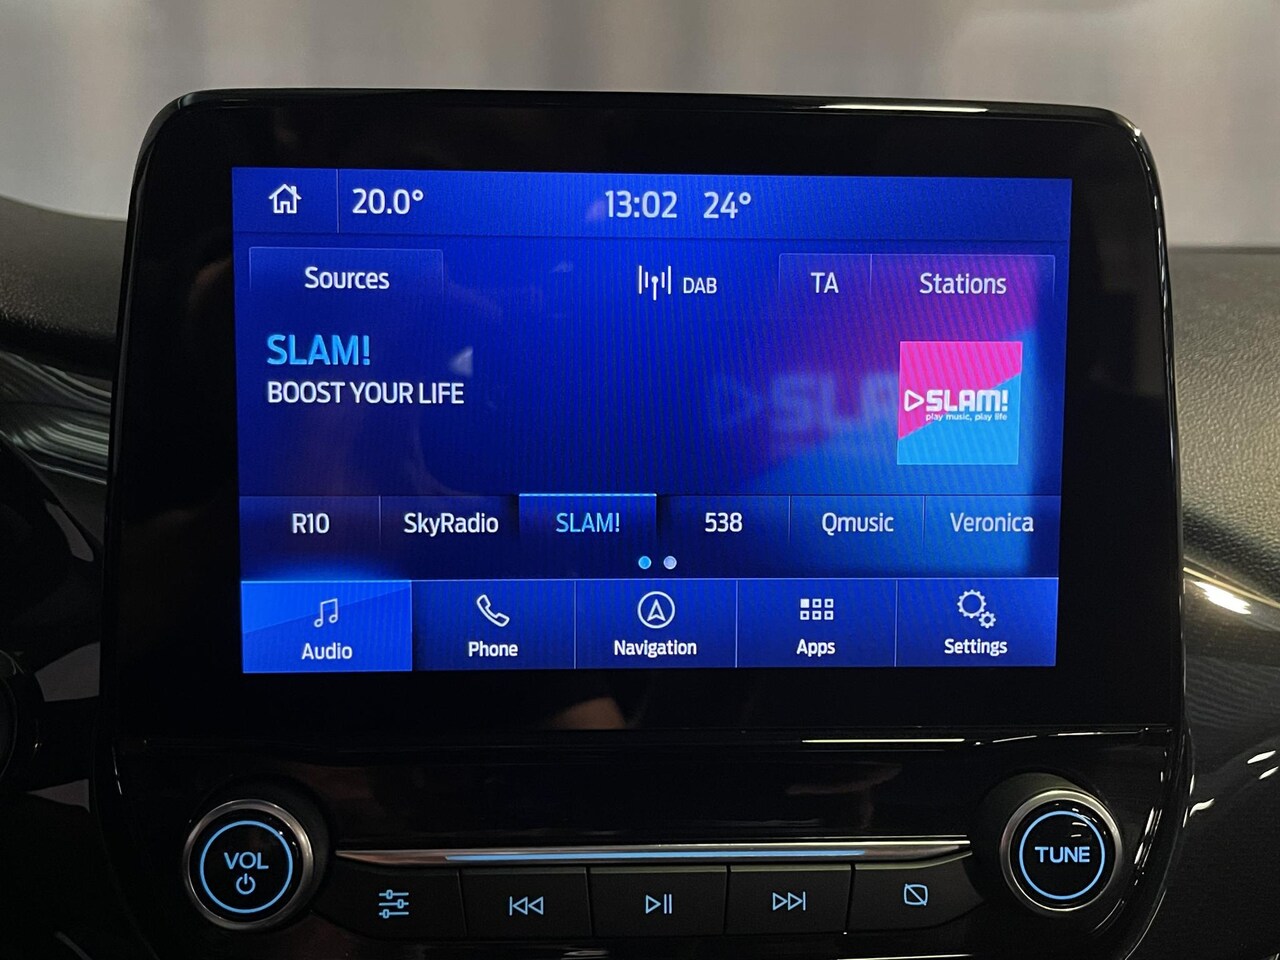 20.0° 13:02 24°
Sources DAB TA Stations
SLAM!
BOOST YOUR LIFE
SLAM!
play music, play life
R10 SkyRadio SLAM! 538 Qmusic Veronica
Audio Phone Navigation Apps Settings
VOL TUNE